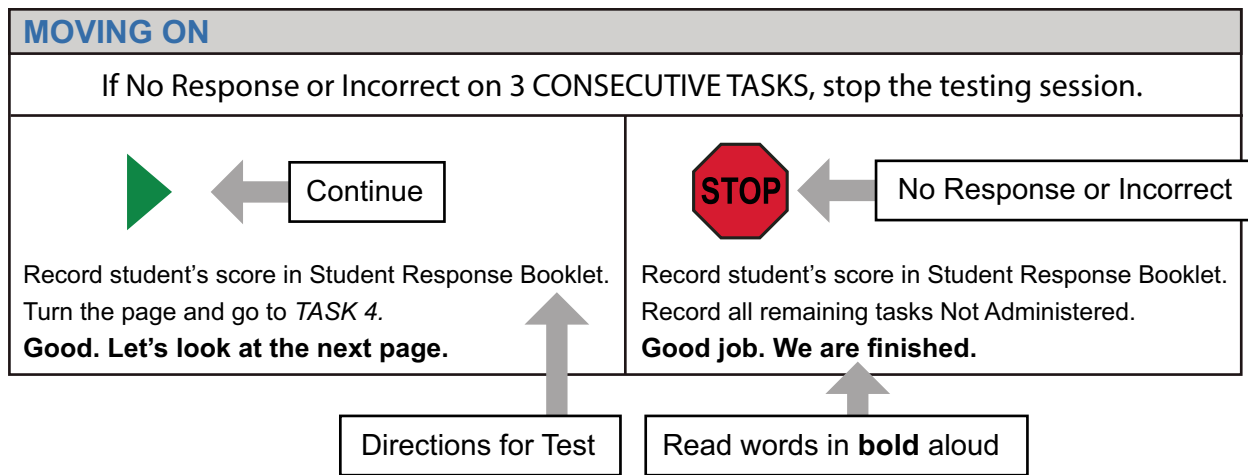 MOVING ON
If No Response or Incorrect on 3 CONSECUTIVE TASKS, stop the testing session.
Continue
Record student’s score in Student Response Booklet.
Turn the page and go to TASK 4.
Good. Let’s look at the next page.
STOP
No Response or Incorrect
Record student’s score in Student Response Booklet.
Record all remaining tasks Not Administered.
Good job. We are finished.
Directions for Test
Read words in bold aloud